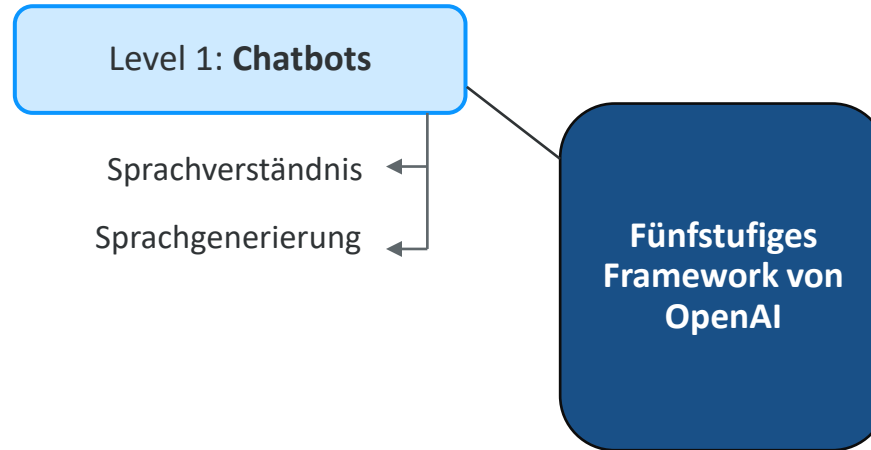 Level 1: Chatbots
Sprachverständnis
Sprachgenerierung
Fünfstufiges
Framework von
OpenAI